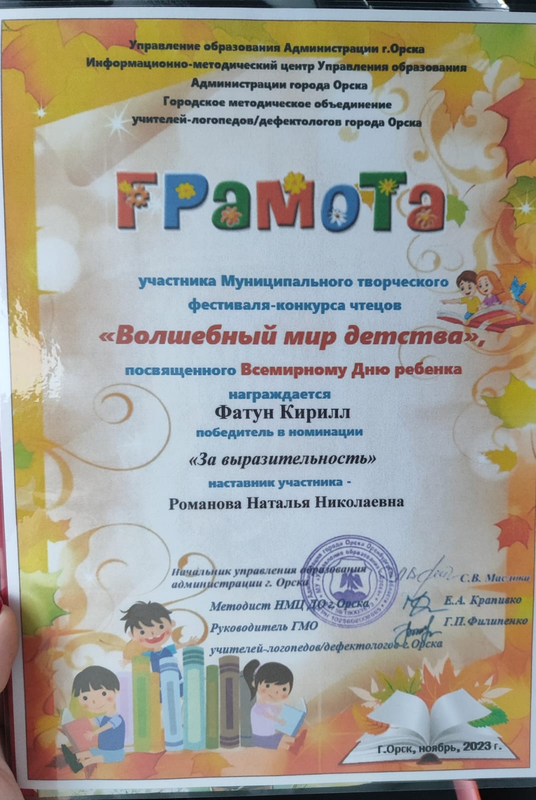 Управление образования Администрации г.Орска
Информационно-методический центр Управления образования
Администрации города Орска
Городское методическое объединение
учителей-логопедов/дефектологов города Орска
ГРАМОТА
участника Муниципального творческого
фестиваля-конкурса чтецов
«Волшебный мир детства»,
посвященного Всемирному Дню ребенка
награждается
Фатун Кирилл
победитель в номинации
«За выразительность»
наставник участника -
Романова Наталья Николаевна
Начальник управления образования
администрации г. Орска С.В.
Методист НМЦ ДО г.Орска Е.А. Крапивко
Руководитель ГМО Г.П.Филипенко
учителей-логопедов/дефектологов г.Орска
Г.Орск, ноябрь, 2023 г.